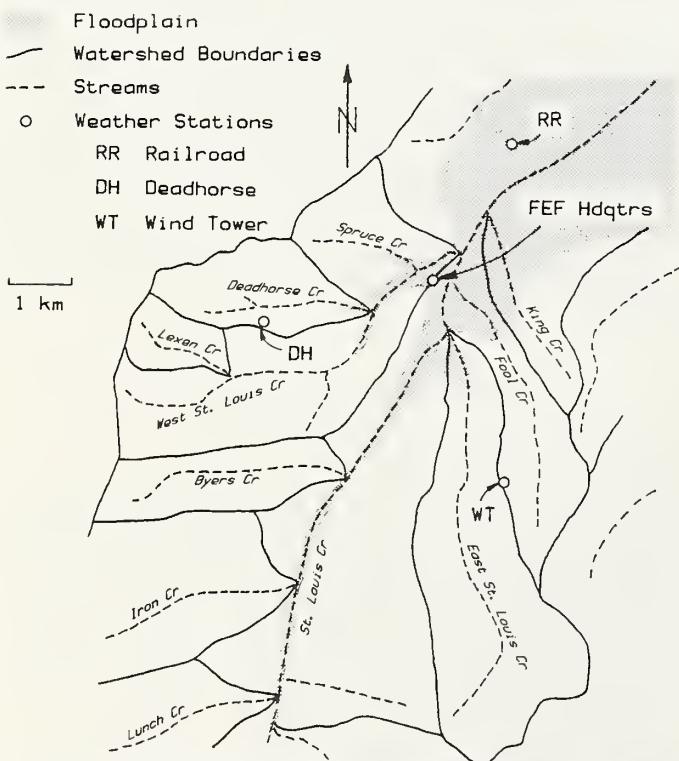 Floodplain
Watershed Boundaries
Streams
Weather Stations
RR Railroad
DH Deadhorse
WT Wind Tower
N
1 km
RR
FEF Hdqtrs
Spruce Cr
Deadhorse Cr
DH
Lexen Cr
West St. Louis Cr
King Cr
Fool Cr
Byers Cr
WT
East St. Louis Cr
St. Louis Cr
Iron Cr
Lunch Cr